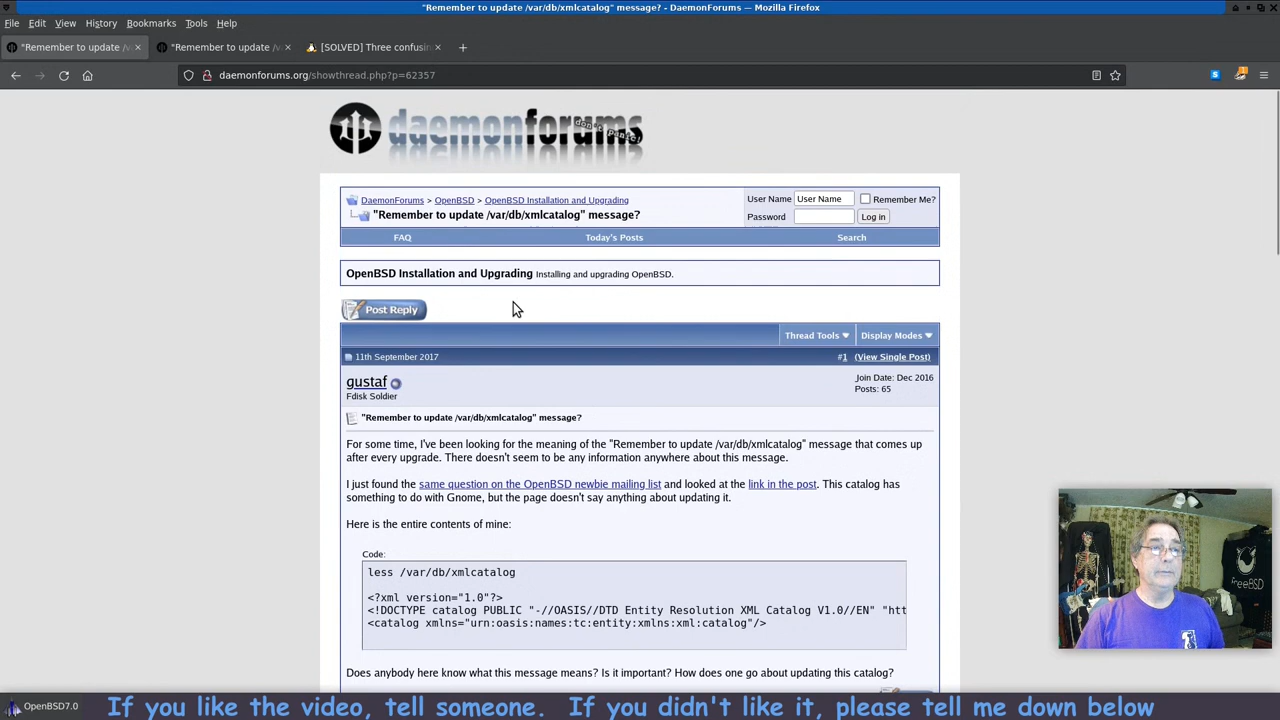 "Remember to update /var/db/xmlcatalog" message? - DaemonForums — Mozilla Firefox
File Edit View History Bookmarks Tools Help
"Remember to update /v
"Remember to update /v
[SOLVED] Three confusin
daemonforums.org/showthread.php?p=62357
daemonforums
don't panic!
DaemonForums > OpenBSD > OpenBSD Installation and Upgrading
"Remember to update /var/db/xmlcatalog" message?
User Name User Name Remember Me?
Password Log in
FAQ Today's Posts Search
OpenBSD Installation and Upgrading Installing and upgrading OpenBSD.
Post Reply
Thread Tools Display Modes
11th September 2017 #1 (View Single Post)
gustaf
Fdisk Soldier
Join Date: Dec 2016
Posts: 65
"Remember to update /var/db/xmlcatalog" message?
For some time, I've been looking for the meaning of the "Remember to update /var/db/xmlcatalog" message that comes up
after every upgrade. There doesn't seem to be any information anywhere about this message.
I just found the same question on the OpenBSD newbie mailing list and looked at the link in the post. This catalog has
something to do with Gnome, but the page doesn't say anything about updating it.
Here is the entire contents of mine:
Code:
less /var/db/xmlcatalog
<?xml version="1.0"?>
<!DOCTYPE catalog PUBLIC "-//OASIS//DTD Entity Resolution XML Catalog V1.0//EN" "htt
<catalog xmlns="urn:oasis:names:tc:entity:xmlns:xml:catalog"/>
Does anybody here know what this message means? Is it important? How does one go about updating this catalog?
FreeBSD
OpenBSD7.0
If you like the video, tell someone. If you didn't like it, please tell me down below